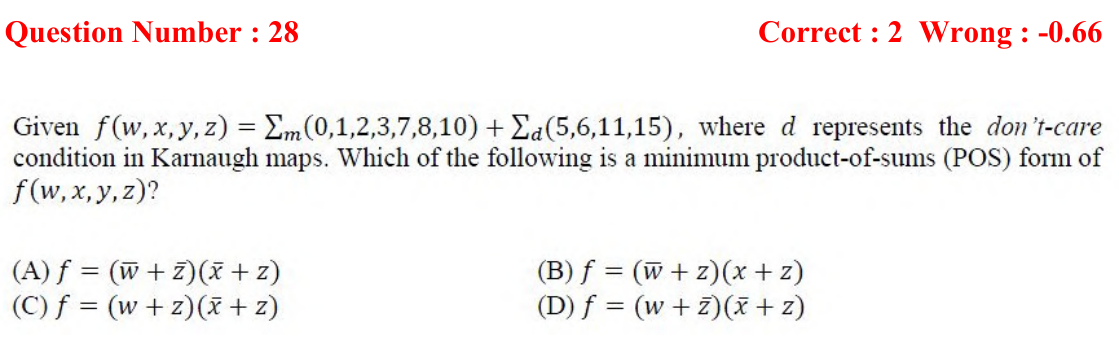 Question Number : 28 Correct : 2 Wrong : -0.66
Given f(w, x, y, z) = ∑m(0,1,2,3,7,8,10) + ∑d(5,6,11,15), where d represents the don't-care
condition in Karnaugh maps. Which of the following is a minimum product-of-sums (POS) form of
f(w, x, y, z)?
(A) f = (w̅ + z̅)(x̅ + z) (B) f = (w̅ + z)(x + z)
(C) f = (w + z)(x̅ + z) (D) f = (w + z̅)(x̅ + z)